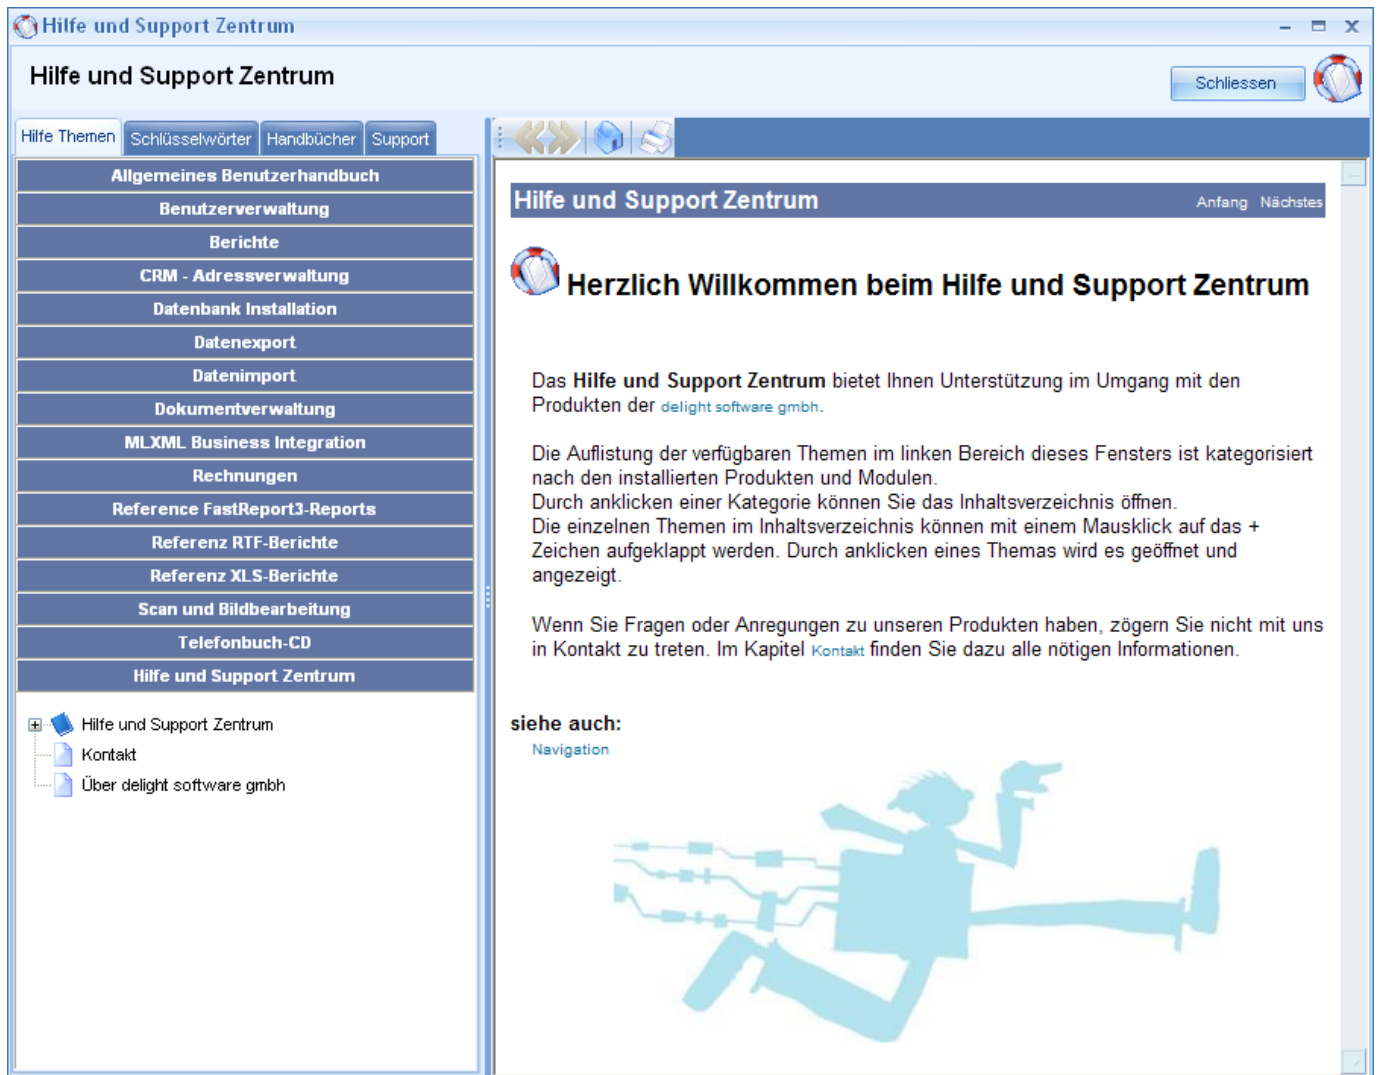 Hilfe und Support Zentrum
Hilfe und Support Zentrum
Schliessen
Hilfe Themen Schlüsselwörter Handbücher Support
Allgemeines Benutzerhandbuch
Benutzerverwaltung
Berichte
CRM - Adressverwaltung
Datenbank Installation
Datenexport
Datenimport
Dokumentverwaltung
MLXML Business Integration
Rechnungen
Reference FastReport3-Reports
Referenz RTF-Berichte
Referenz XLS-Berichte
Scan und Bildbearbeitung
Telefonbuch-CD
Hilfe und Support Zentrum
Hilfe und Support Zentrum
Kontakt
Über delight software gmbh
Hilfe und Support Zentrum Anfang Nächstes
Herzlich Willkommen beim Hilfe und Support Zentrum
Das Hilfe und Support Zentrum bietet Ihnen Unterstützung im Umgang mit den
Produkten der delight software gmbh.
Die Auflistung der verfügbaren Themen im linken Bereich dieses Fensters ist kategorisiert
nach den installierten Produkten und Modulen.
Durch anklicken einer Kategorie können Sie das Inhaltsverzeichnis öffnen.
Die einzelnen Themen im Inhaltsverzeichnis können mit einem Mausklick auf das +
Zeichen aufgeklappt werden. Durch anklicken eines Themas wird es geöffnet und
angezeigt.
Wenn Sie Fragen oder Anregungen zu unseren Produkten haben, zögern Sie nicht mit uns
in Kontakt zu treten. Im Kapitel Kontakt finden Sie dazu alle nötigen Informationen.
siehe auch:
Navigation